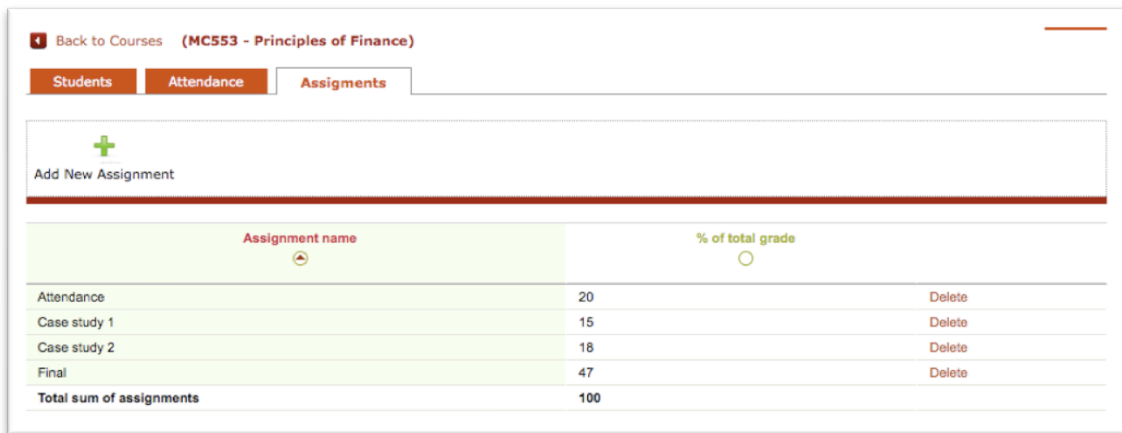 Back to Courses (MC553 - Principles of Finance)
Students Attendance Assigments
Add New Assignment
Assignment name % of total grade
Attendance 20 Delete
Case study 1 15 Delete
Case study 2 18 Delete
Final 47 Delete
Total sum of assignments 100